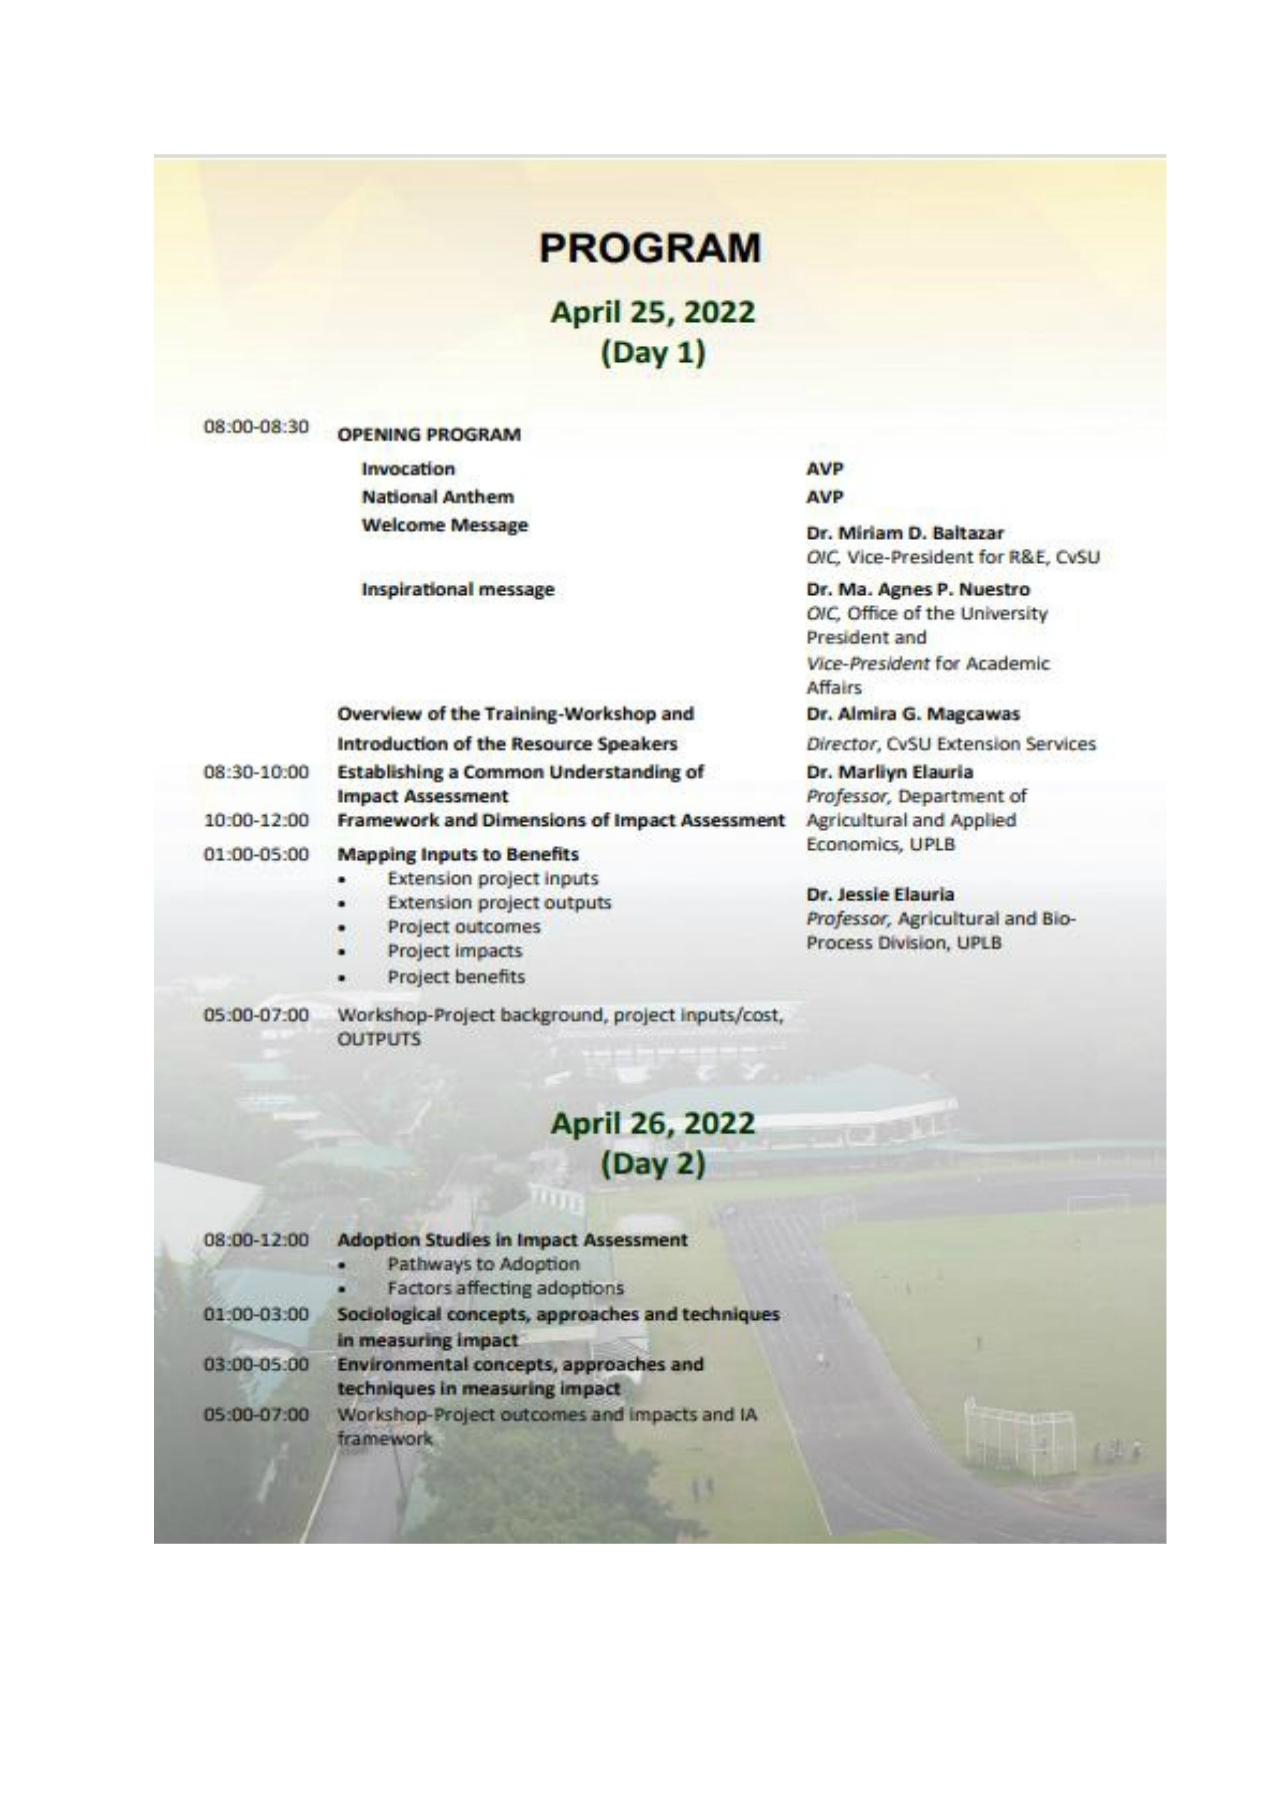 PROGRAM
April 25, 2022
(Day 1)
08:00-08:30 OPENING PROGRAM
Invocation AVP
National Anthem AVP
Welcome Message Dr. Miriam D. Baltazar
OIC, Vice-President for R&E, CvSU
Inspirational message Dr. Ma. Agnes P. Nuestro
OIC, Office of the University
President and
Vice-President for Academic
Affairs
Overview of the Training-Workshop and Dr. Almira G. Magcawas
Introduction of the Resource Speakers Director, CvSU Extension Services
08:30-10:00 Establishing a Common Understanding of Dr. Marliyn Elauria
Impact Assessment Professor, Department of
10:00-12:00 Framework and Dimensions of Impact Assessment Agricultural and Applied
Economics, UPLB
01:00-05:00 Mapping Inputs to Benefits
• Extension project inputs
• Extension project outputs Dr. Jessie Elauria
• Project outcomes Professor, Agricultural and Bio-
• Project impacts Process Division, UPLB
• Project benefits
05:00-07:00 Workshop-Project background, project inputs/cost,
OUTPUTS
April 26, 2022
(Day 2)
08:00-12:00 Adoption Studies in Impact Assessment
• Pathways to Adoption
• Factors affecting adoptions
01:00-03:00 Sociological concepts, approaches and techniques
in measuring impact
03:00-05:00 Environmental concepts, approaches and
techniques in measuring impact
05:00-07:00 Workshop-Project outcomes and impacts and IA
framework